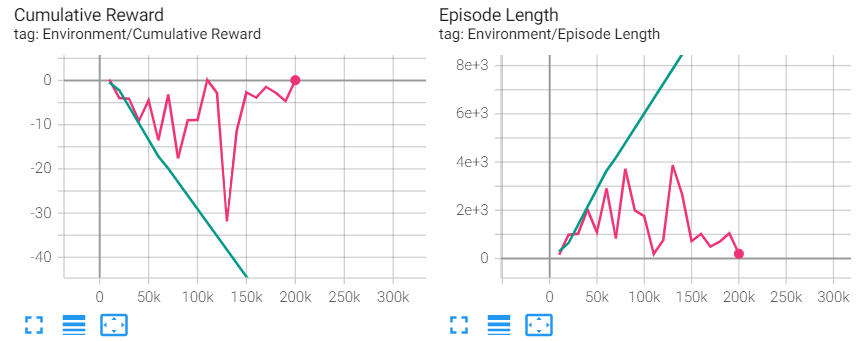 Cumulative Reward
tag: Environment/Cumulative Reward
0
-10
-20
-30
-40
0 50k 100k 150k 200k 250k 300k
Episode Length
tag: Environment/Episode Length
8e+3
6e+3
4e+3
2e+3
0
0 50k 100k 150k 200k 250k 300k